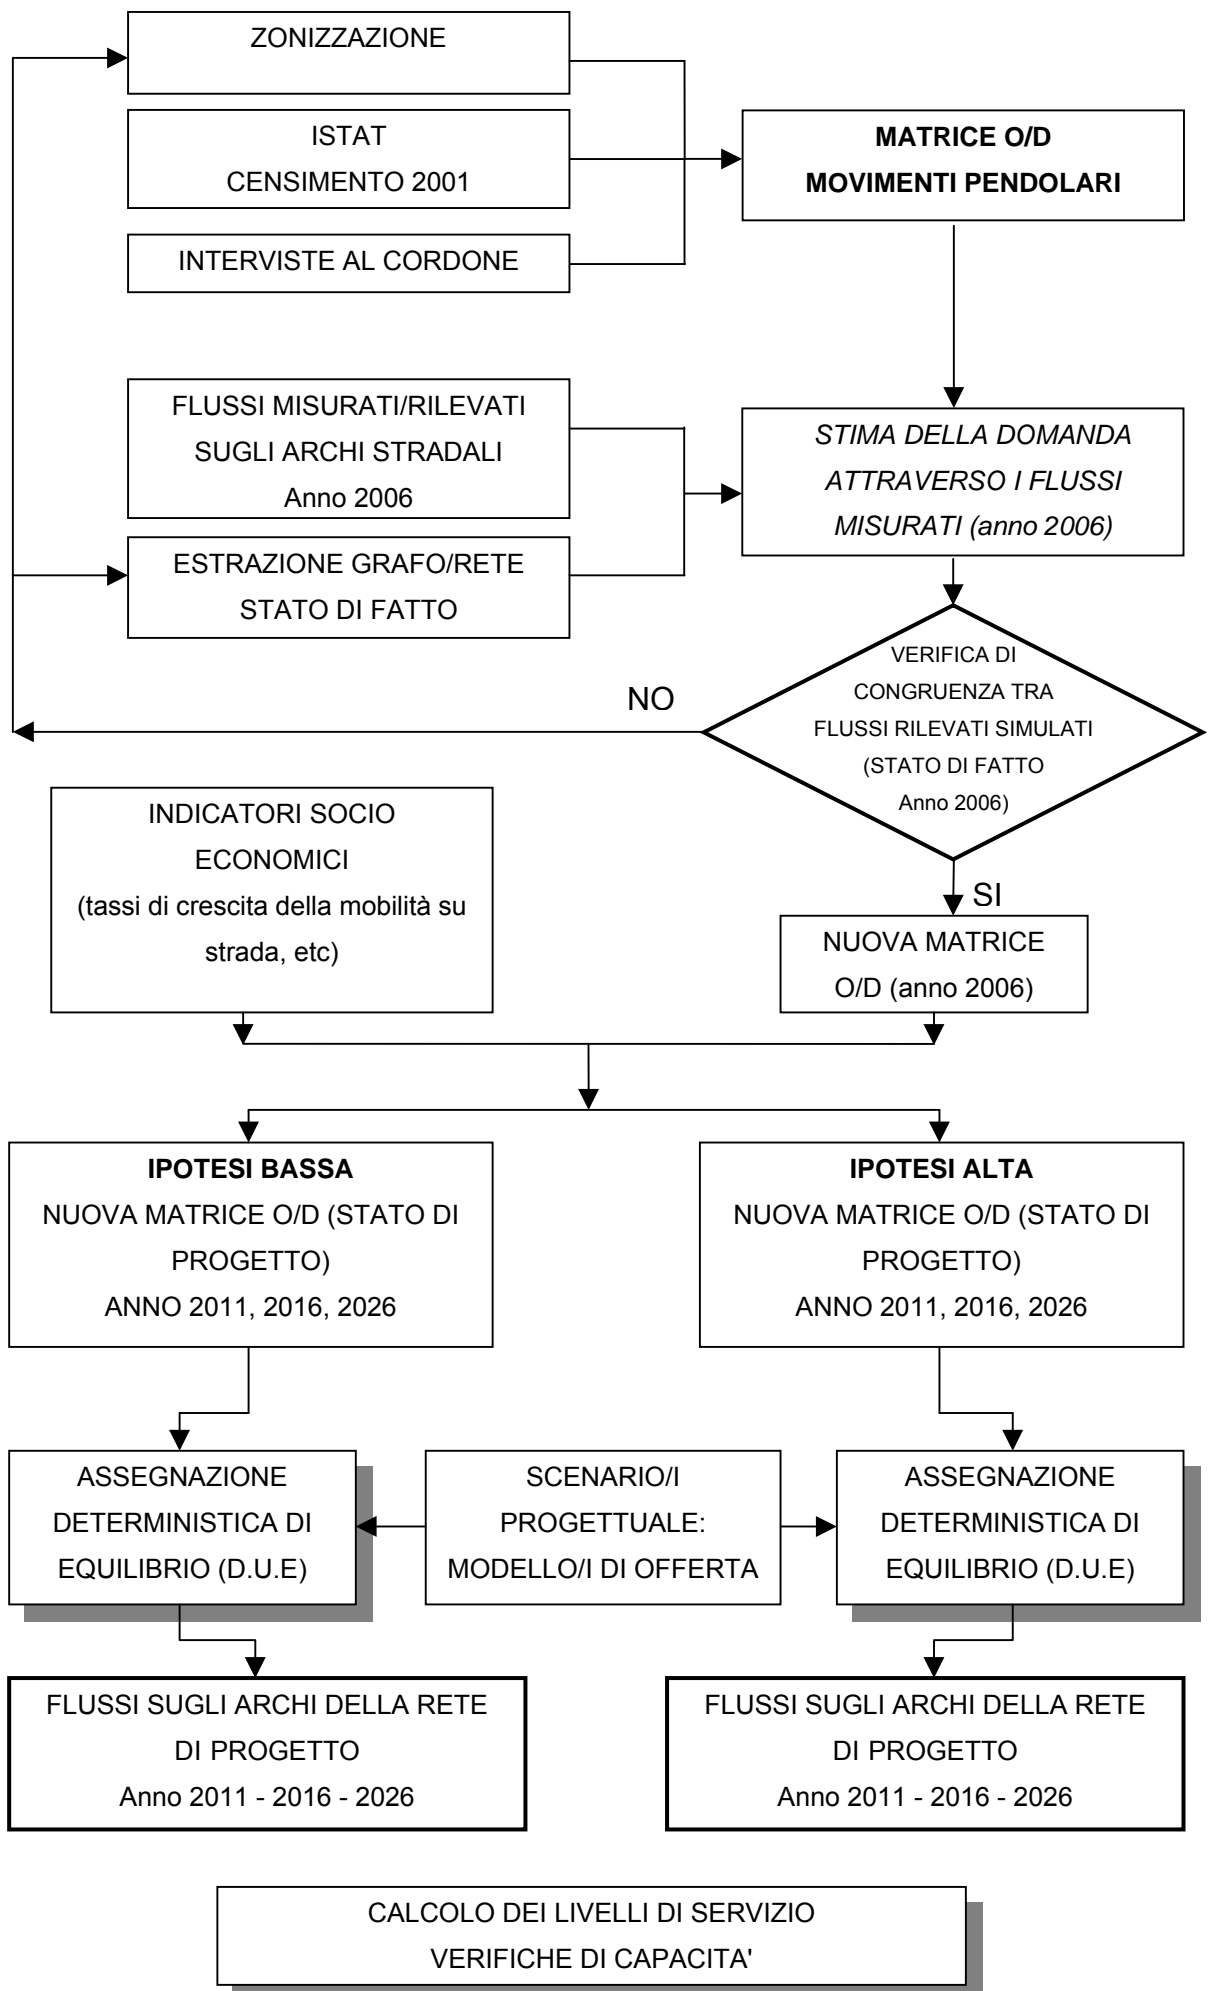 ZONIZZAZIONE
ISTAT
CENSIMENTO 2001
INTERVISTE AL CORDONE
MATRICE O/D
MOVIMENTI PENDOLARI
FLUSSI MISURATI/RILEVATI
SUGLI ARCHI STRADALI
Anno 2006
ESTRAZIONE GRAFO/RETE
STATO DI FATTO
STIMA DELLA DOMANDA
ATTRAVERSO I FLUSSI
MISURATI (anno 2006)
VERIFICA DI
CONGRUENZA TRA
FLUSSI RILEVATI SIMULATI
(STATO DI FATTO
Anno 2006)
NO
SI
INDICATORI SOCIO
ECONOMICI
(tassi di crescita della mobilità su
strada, etc)
NUOVA MATRICE
O/D (anno 2006)
IPOTESI BASSA
NUOVA MATRICE O/D (STATO DI
PROGETTO)
ANNO 2011, 2016, 2026
IPOTESI ALTA
NUOVA MATRICE O/D (STATO DI
PROGETTO)
ANNO 2011, 2016, 2026
ASSEGNAZIONE
DETERMINISTICA DI
EQUILIBRIO (D.U.E)
SCENARIO/I
PROGETTUALE:
MODELLO/I DI OFFERTA
ASSEGNAZIONE
DETERMINISTICA DI
EQUILIBRIO (D.U.E)
FLUSSI SUGLI ARCHI DELLA RETE
DI PROGETTO
Anno 2011 - 2016 - 2026
FLUSSI SUGLI ARCHI DELLA RETE
DI PROGETTO
Anno 2011 - 2016 - 2026
CALCOLO DEI LIVELLI DI SERVIZIO
VERIFICHE DI CAPACITA'